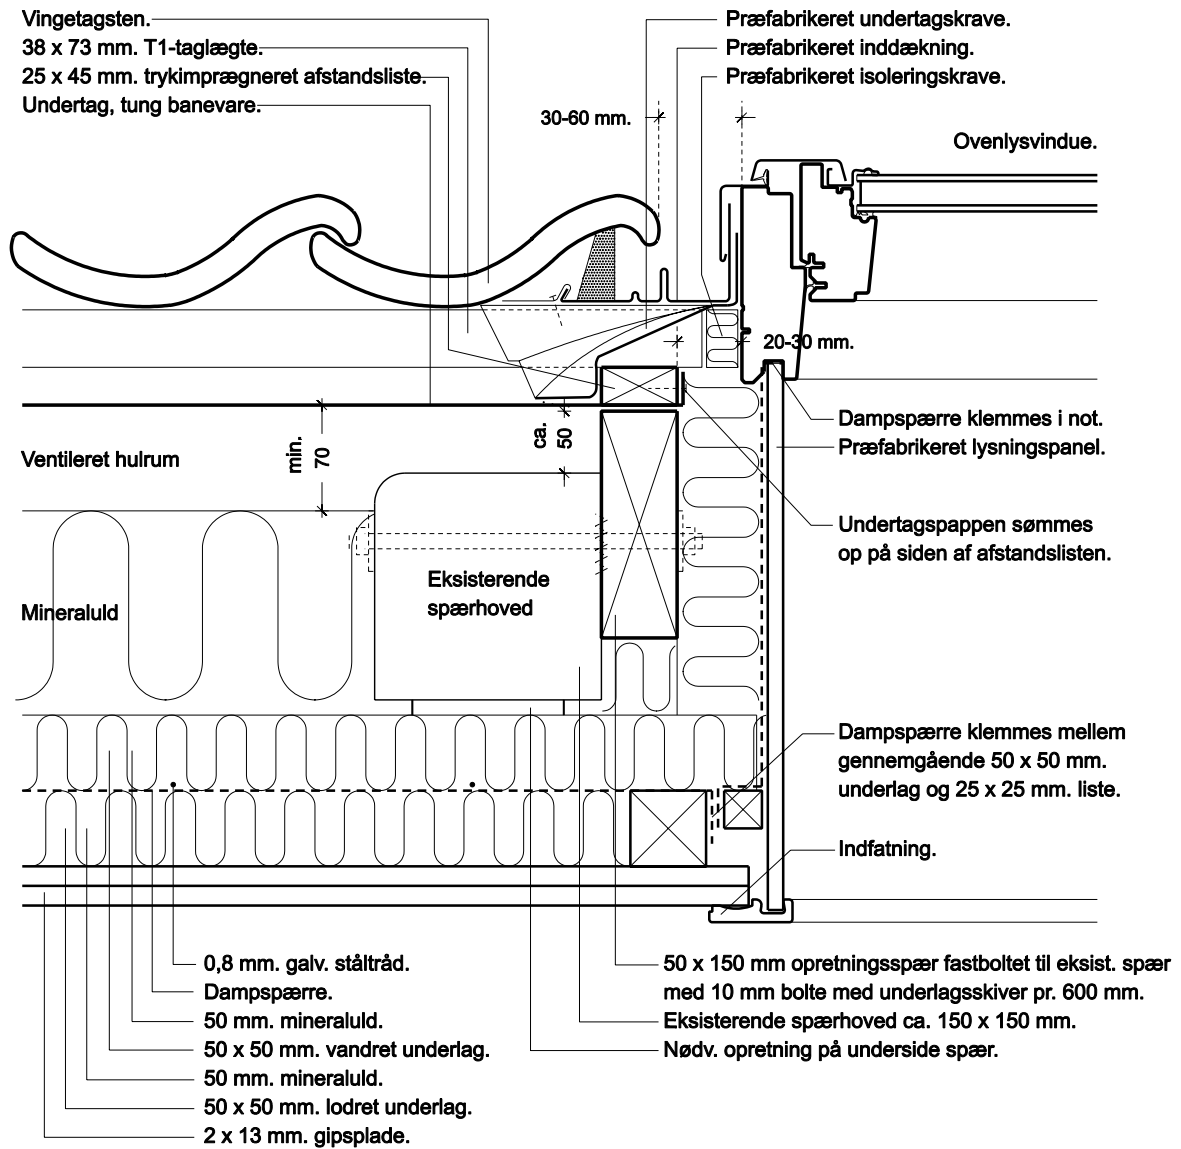 Vingetagsten.
38 x 73 mm. T1-taglægte.
25 x 45 mm. trykimprægneret afstandsliste.
Undertag, tung banevare.
Præfabrikeret undertagskrave.
Præfabrikeret inddækning.
Præfabrikeret isoleringskrave.
30-60 mm.
Ovenlysvindue.
20-30 mm.
Dampspærre klemmes i not.
Præfabrikeret lysningspanel.
ca.
50
min.
70
Ventileret hulrum
Undertagspappen sømmes
op på siden af afstandslisten.
Eksisterende
spærhoved
Mineraluld
Dampspærre klemmes mellem
gennemgående 50 x 50 mm.
underlag og 25 x 25 mm. liste.
Indfatning.
0,8 mm. galv. ståltråd.
Dampspærre.
50 mm. mineraluld.
50 x 50 mm. vandret underlag.
50 mm. mineraluld.
50 x 50 mm. lodret underlag.
2 x 13 mm. gipsplade.
50 x 150 mm opretningsspær fastboltet til eksist. spær
med 10 mm bolte med underlagsskiver pr. 600 mm.
Eksisterende spærhoved ca. 150 x 150 mm.
Nødv. opretning på underside spær.